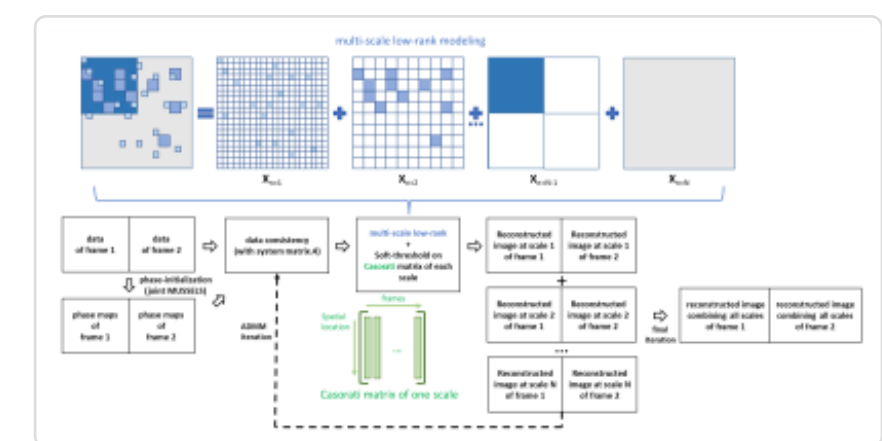 multi-scale low-rank modeling
...
X
X
X
X
data
of frame 1
data
of frame 2
data consistency
(with system matrix A)
multi-scale low-rank
+
Soft-threshold on
Casorati matrix of each
scale
Reconstructed
image at scale 1
of frame 1
Reconstructed
image at scale 1
of frame 2
phase-initialization
(joint MUSSELS)
phase maps
of
frame 1
phase maps
of
frame 2
ADMM
iteration
frames
Spatial
location
...
Casorati matrix of one scale
+
Reconstructed
image at scale 2
of frame 1
Reconstructed
image at scale 2
of frame 2
...
Reconstructed
image at scale N
of frame 1
Reconstructed
image at scale N
of frame 2
final
iteration
reconstructed image
combining all scales
of frame 1
reconstructed image
combining all scales
of frame 2